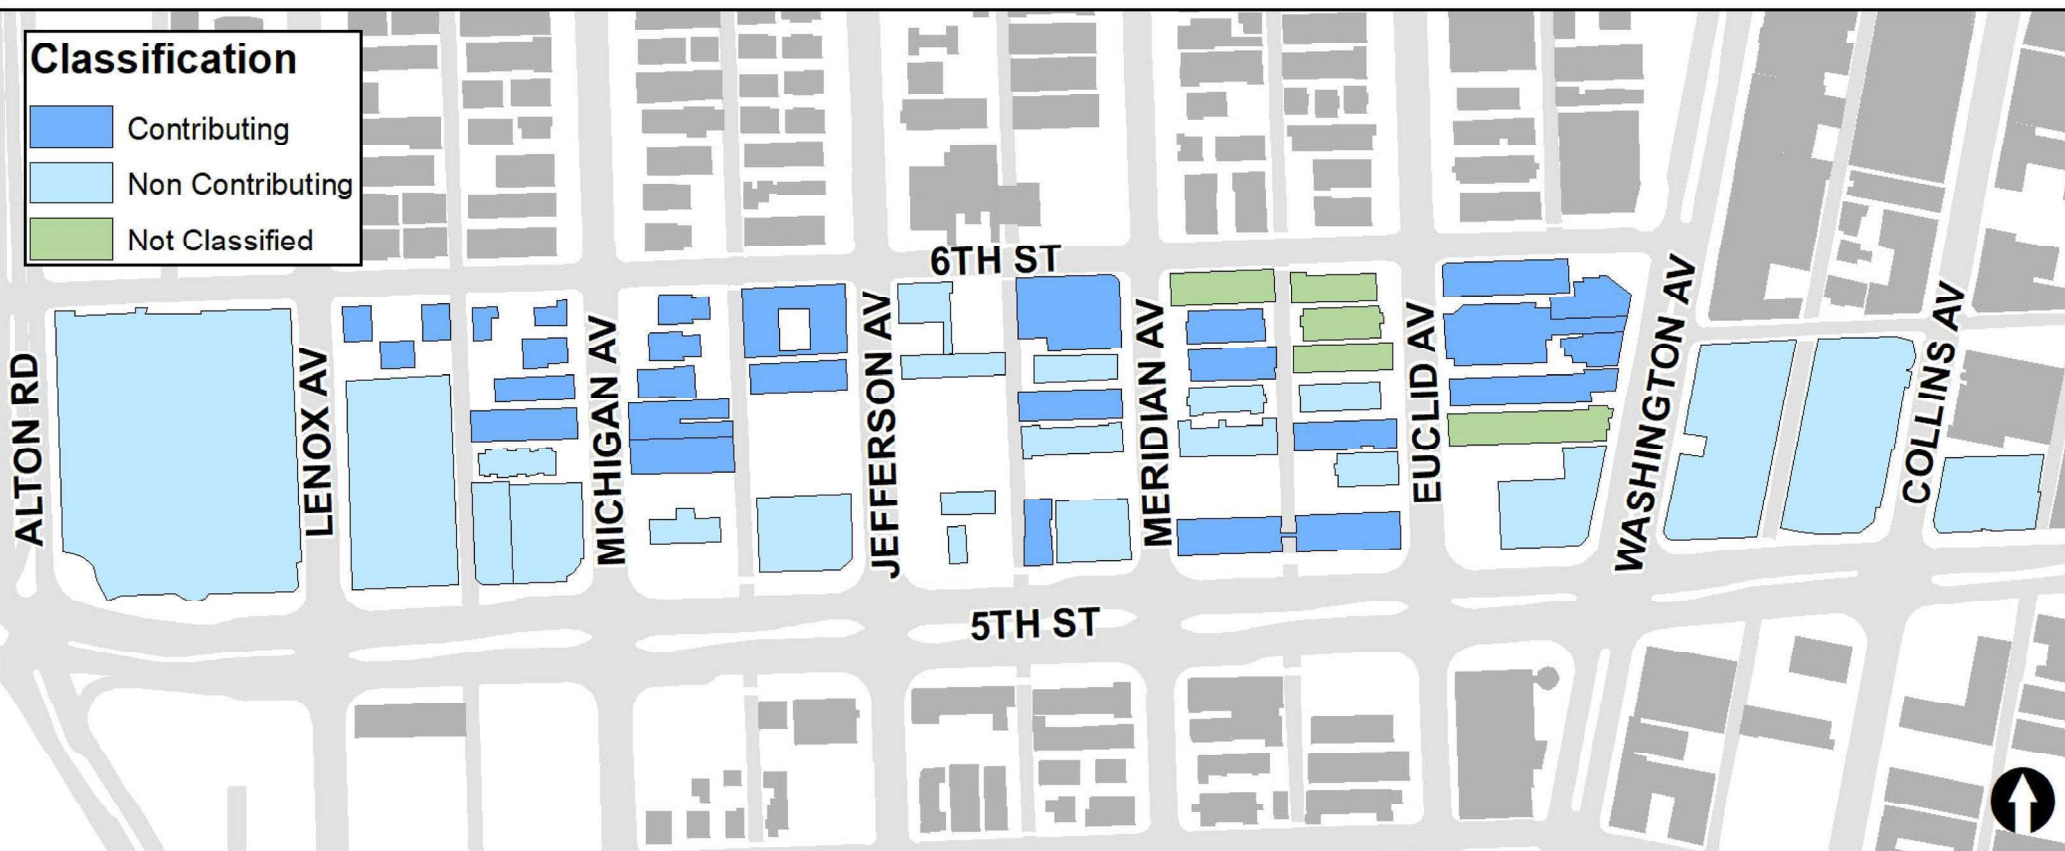 Classification
Contributing
Non Contributing
Not Classified
6TH ST
ALTON RD
LENOX AV
MICHIGAN AV
JEFFERSON AV
MERIDIAN AV
EUCLID AV
WASHINGTON AV
COLLINS AV
5TH ST